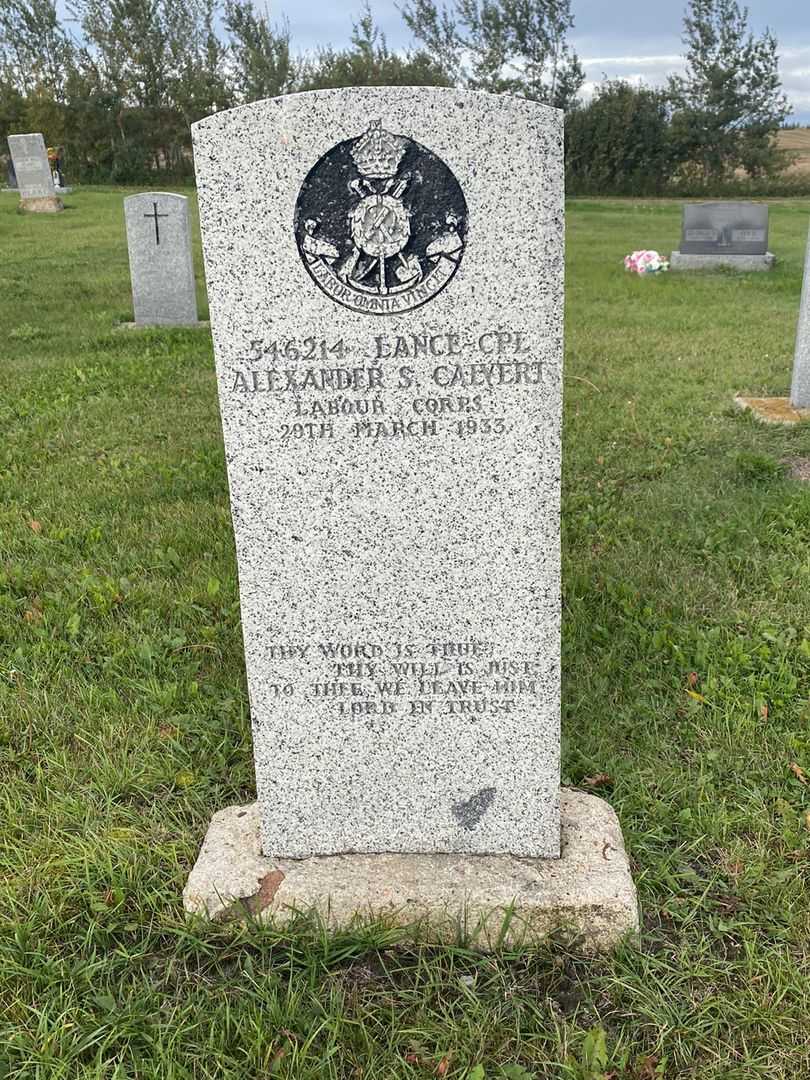 LABOR OMNIA VINCIT
546214 LANCE-CPL
ALEXANDER S. CALVERT
LABOUR CORPS
29TH MARCH 1933
THY WORD IS TRUE,
THY WILL IS JUST
TO THEE WE LEAVE HIM
LORD IN TRUST